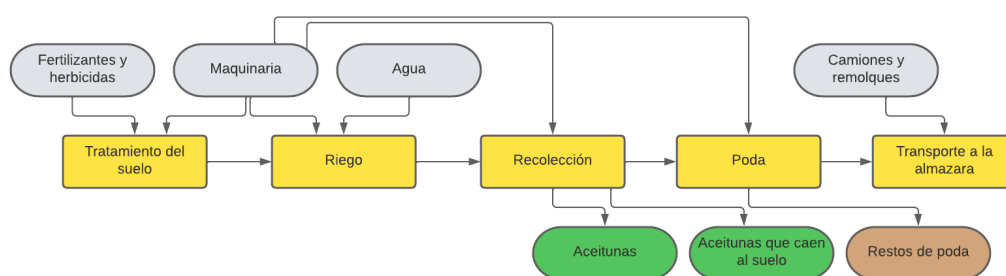 Fertilizantes y
herbicidas
Maquinaria
Agua
Camiones y
remolques
Tratamiento del
suelo
Riego
Recolección
Poda
Transporte a la
almazara
Aceitunas
Aceitunas que caen
al suelo
Restos de poda